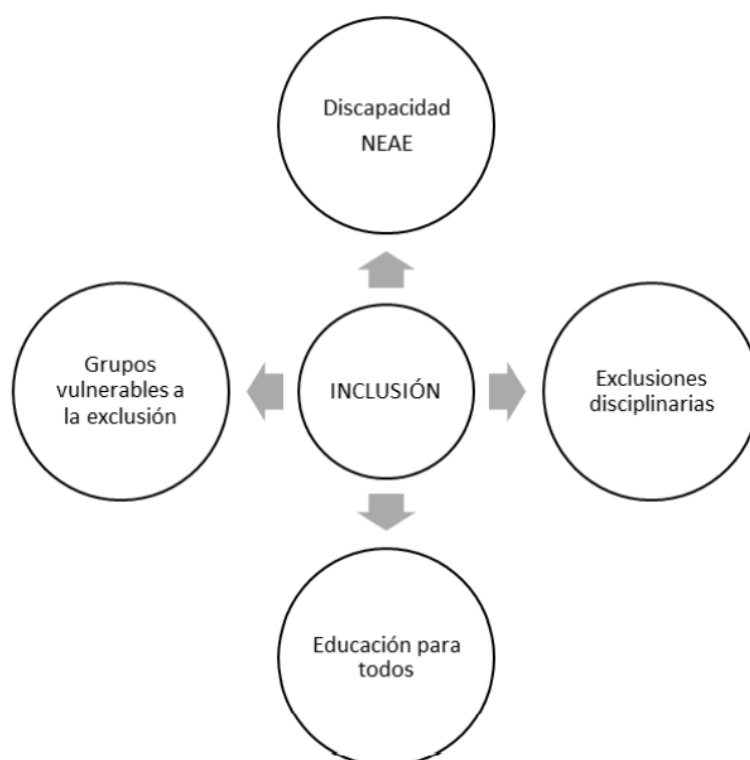 Discapacidad
NEAE
Grupos
vulnerables a
la exclusión
INCLUSIÓN
Exclusiones
disciplinarias
Educación para
todos